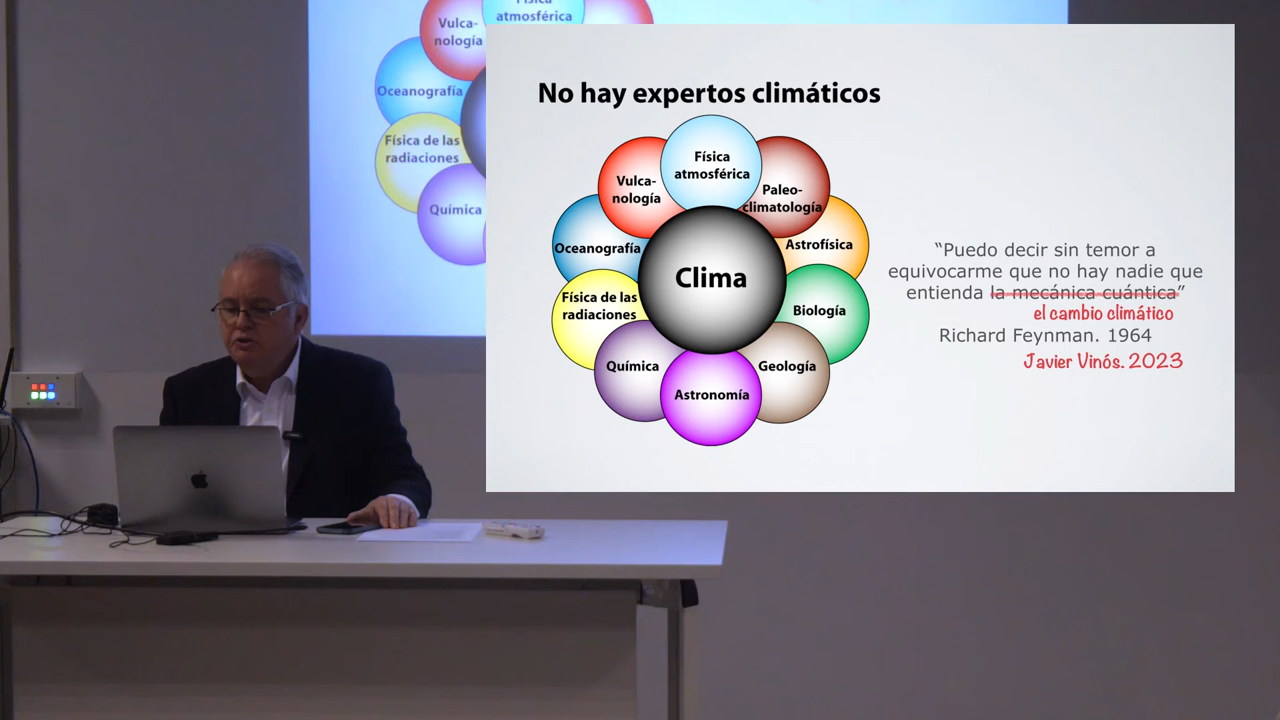 Física
atmosférica
Vulca-
nología
Oceanografía
Física de las
radiaciones
Química
No hay expertos climáticos
Física
atmosférica
Vulca-
nología
Paleo-
climatología
Oceanografía
Astrofísica
Clima
Física de las
radiaciones
Biología
Química
Geología
Astronomía
“Puedo decir sin temor a
equivocarme que no hay nadie que
entienda la mecánica cuántica”
el cambio climático
Richard Feynman. 1964
Javier Vinós. 2023